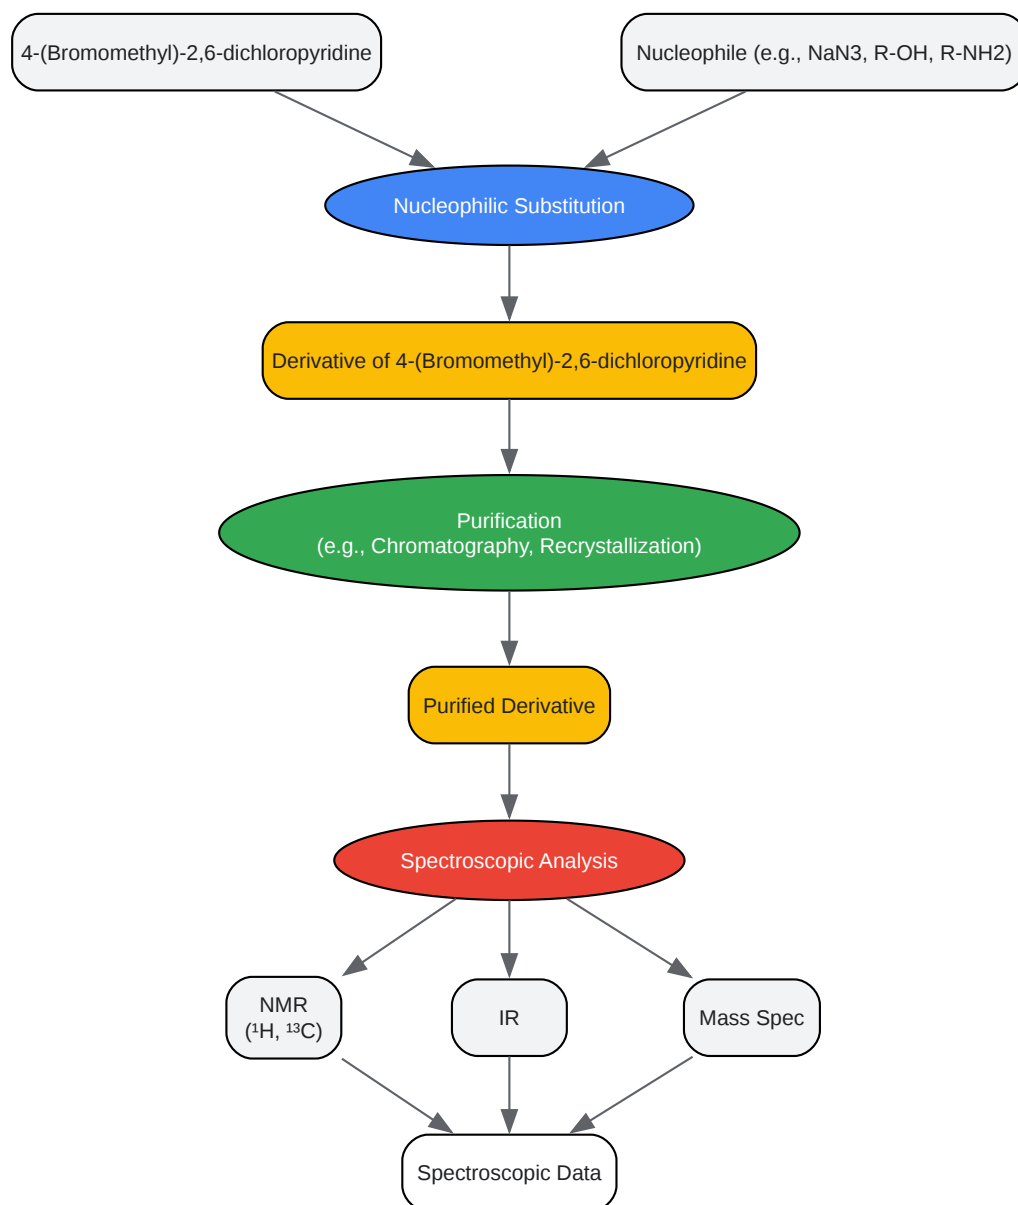 4-(Bromomethyl)-2,6-dichloropyridine
Nucleophile (e.g., NaN3, R-OH, R-NH2)
Nucleophilic Substitution
Derivative of 4-(Bromomethyl)-2,6-dichloropyridine
Purification
(e.g., Chromatography, Recrystallization)
Purified Derivative
Spectroscopic Analysis
NMR
(¹H, ¹³C)
IR
Mass Spec
Spectroscopic Data